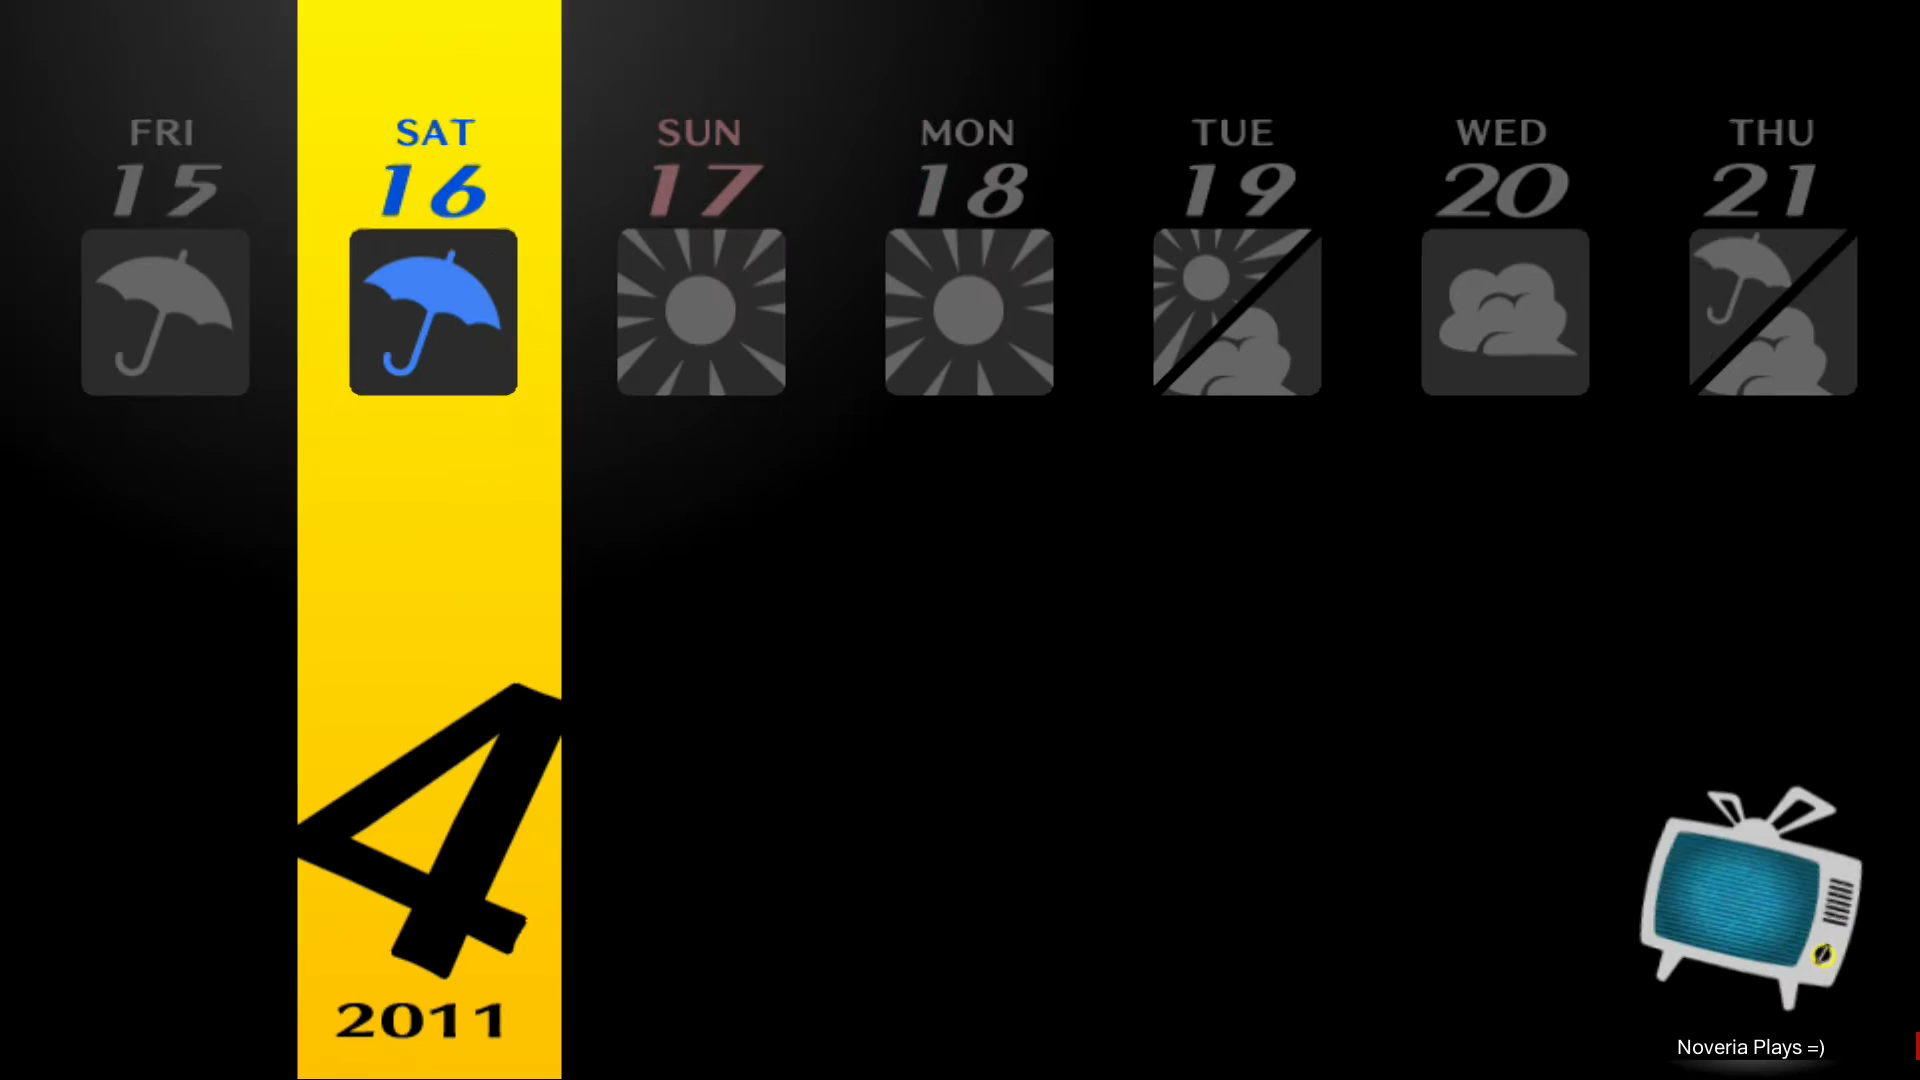 FRI SAT SUN MON TUE WED THU
15 16 17 18 19 20 21
4
2011
Noveria Plays =)